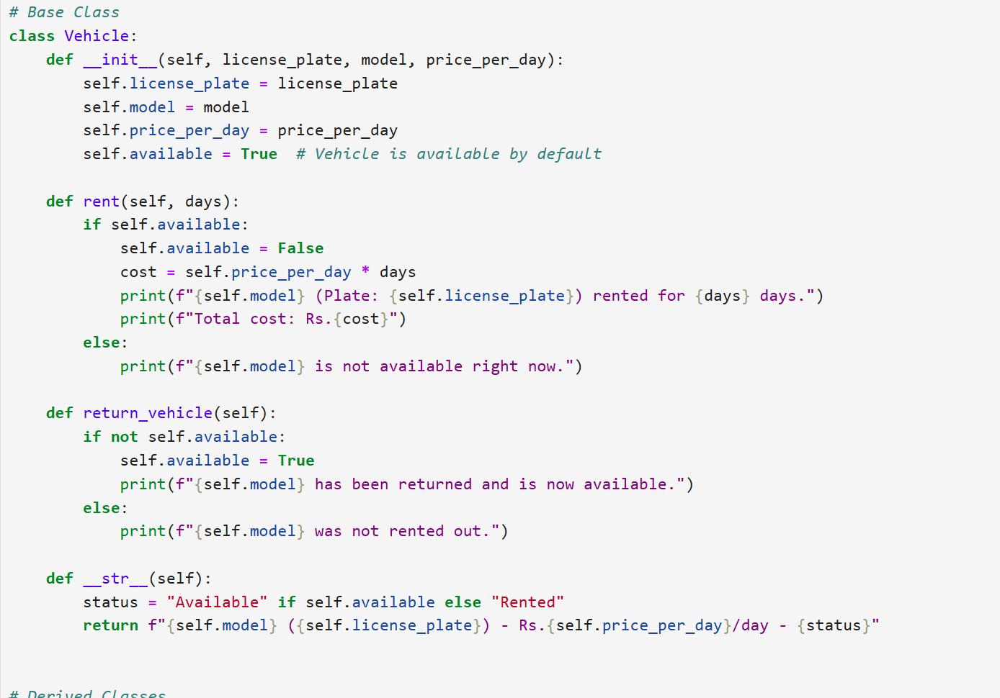 # Base Class
class Vehicle:
    def __init__(self, license_plate, model, price_per_day):
        self.license_plate = license_plate
        self.model = model
        self.price_per_day = price_per_day
        self.available = True  # Vehicle is available by default
    def rent(self, days):
        if self.available:
            self.available = False
            cost = self.price_per_day * days
            print(f"{self.model} (Plate: {self.license_plate}) rented for {days} days.")
            print(f"Total cost: Rs.{cost}")
        else:
            print(f"{self.model} is not available right now.")
    def return_vehicle(self):
        if not self.available:
            self.available = True
            print(f"{self.model} has been returned and is now available.")
        else:
            print(f"{self.model} was not rented out.")
    def __str__(self):
        status = "Available" if self.available else "Rented"
        return f"{self.model} ({self.license_plate}) - Rs.{self.price_per_day}/day - {status}"
# Derived Classes